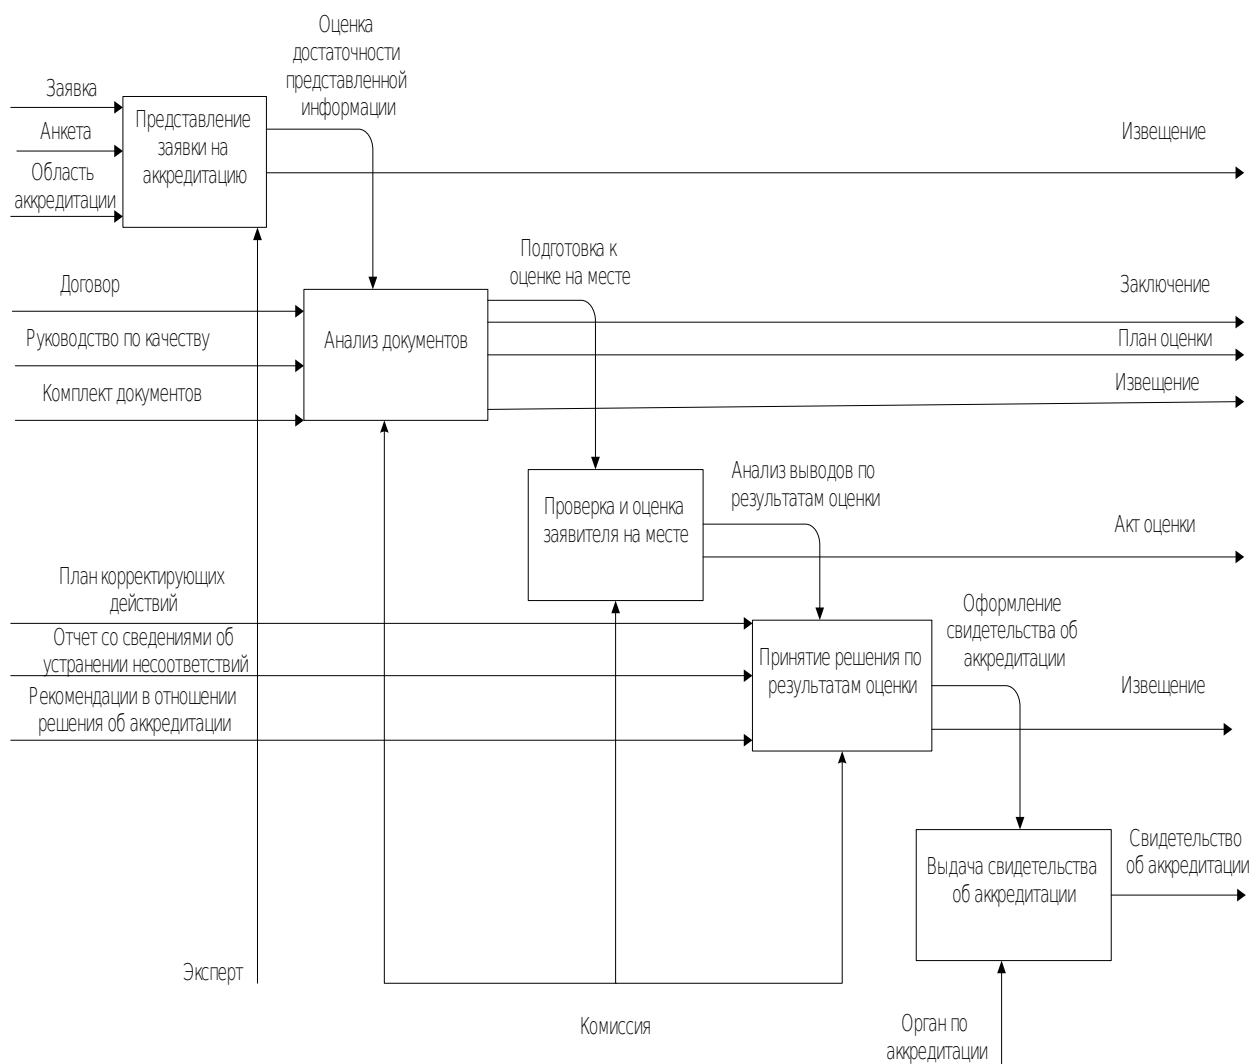 Оценка
достаточности
представленной
информации
Заявка
Анкета
Область
аккредитации
Представление
заявки на
аккредитацию
Извещение
Подготовка к
оценке на месте
Договор
Руководство по качеству
Комплект документов
Анализ документов
Заключение
План оценки
Извещение
Анализ выводов по
результатам оценки
Проверка и оценка
заявителя на месте
Акт оценки
План корректирующих
действий
Отчет со сведениями об
устранении несоответствий
Рекомендации в отношении
решения об аккредитации
Оформление
свидетельства об
аккредитации
Принятие решения по
результатам оценки
Извещение
Выдача свидетельства
об аккредитации
Свидетельство
об аккредитации
Эксперт
Комиссия
Орган по
аккредитации